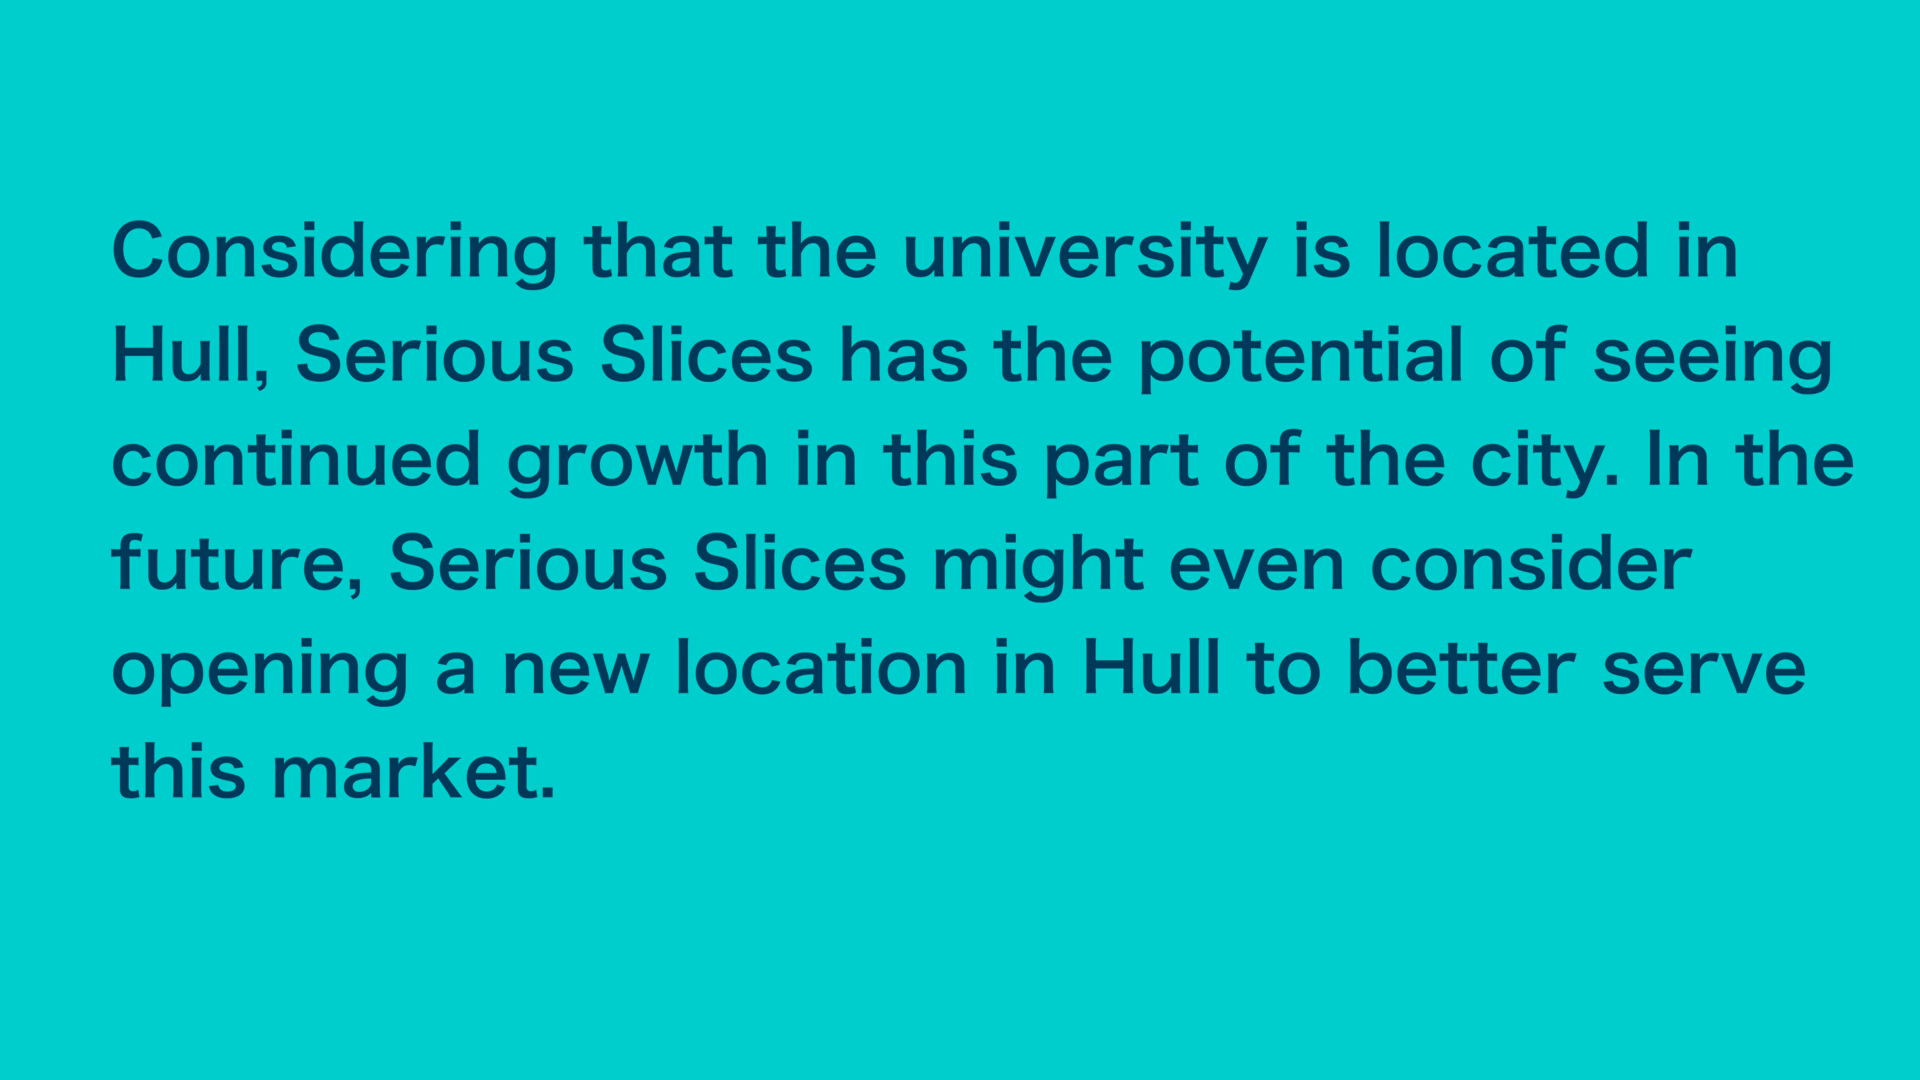 Considering that the university is located in
Hull, Serious Slices has the potential of seeing
continued growth in this part of the city. In the
future, Serious Slices might even consider
opening a new location in Hull to better serve
this market.